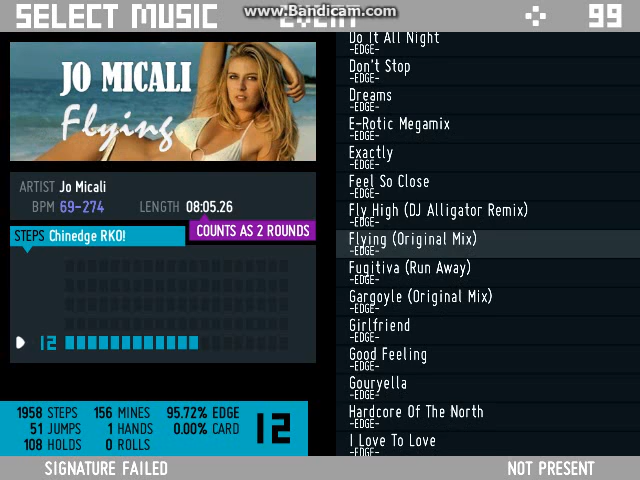 SELECT MUSIC
www.Bandicam.com
99
JO MICALI
Flying
ARTIST Jo Micali
BPM 69-274 LENGTH 08:05.26
COUNTS AS 2 ROUNDS
STEPS Chinedge RKO!
12
1958 STEPS 156 MINES 95.72% EDGE
51 JUMPS 1 HANDS 0.00% CARD
108 HOLDS 0 ROLLS
12
Do It All Night
-EDGE-
Don't Stop
-EDGE-
Dreams
-EDGE-
E-Rotic Megamix
-EDGE-
Exactly
-EDGE-
Feel So Close
-EDGE-
Fly High (DJ Alligator Remix)
-EDGE-
Flying (Original Mix)
-EDGE-
Fugitiva (Run Away)
-EDGE-
Gargoyle (Original Mix)
-EDGE-
Girlfriend
-EDGE-
Good Feeling
-EDGE-
Gouryella
-EDGE-
Hardcore Of The North
-EDGE-
I Love To Love
-EDGE-
SIGNATURE FAILED
NOT PRESENT